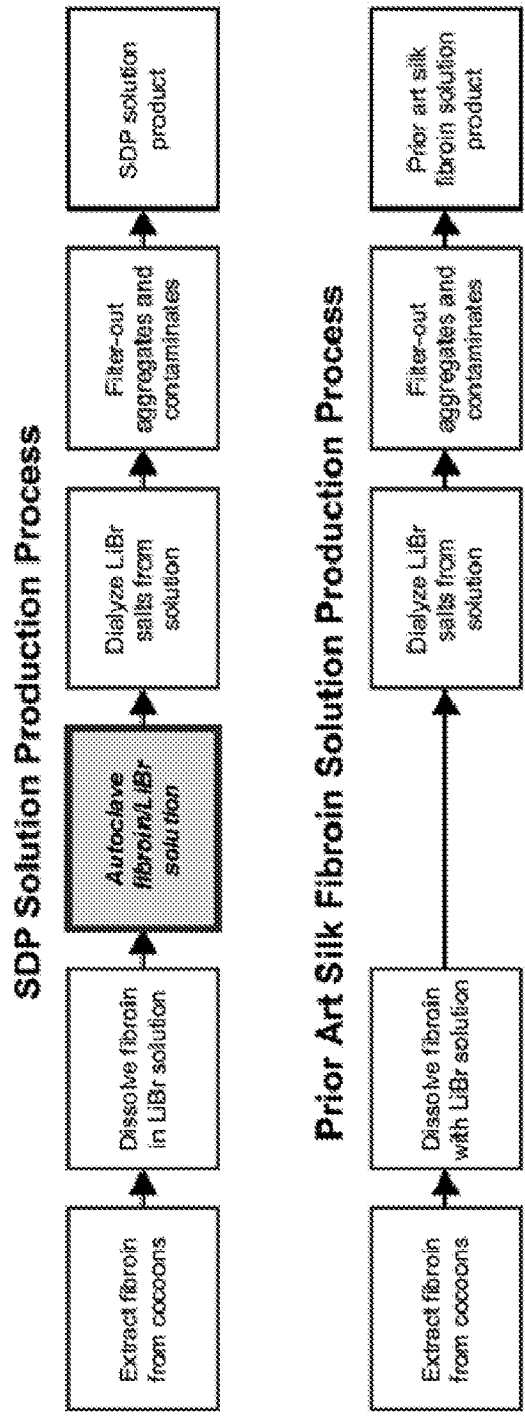 SDP Solution Production Process
Extract fibroin
from cocoons
Dissolve fibroin
in LiBr solution
Autoclave
fibroin/LiBr
solution
Dialyze LiBr
salts from
solution
Filter-out
aggregates and
contaminates
SDP solution
product
Prior Art Silk Fibroin Solution Production Process
Extract fibroin
from cocoons
Dissolve fibroin
with LiBr solution
Dialyze LiBr
salts from
solution
Filter-out
aggregates and
contaminates
Prior art silk
fibroin solution
product